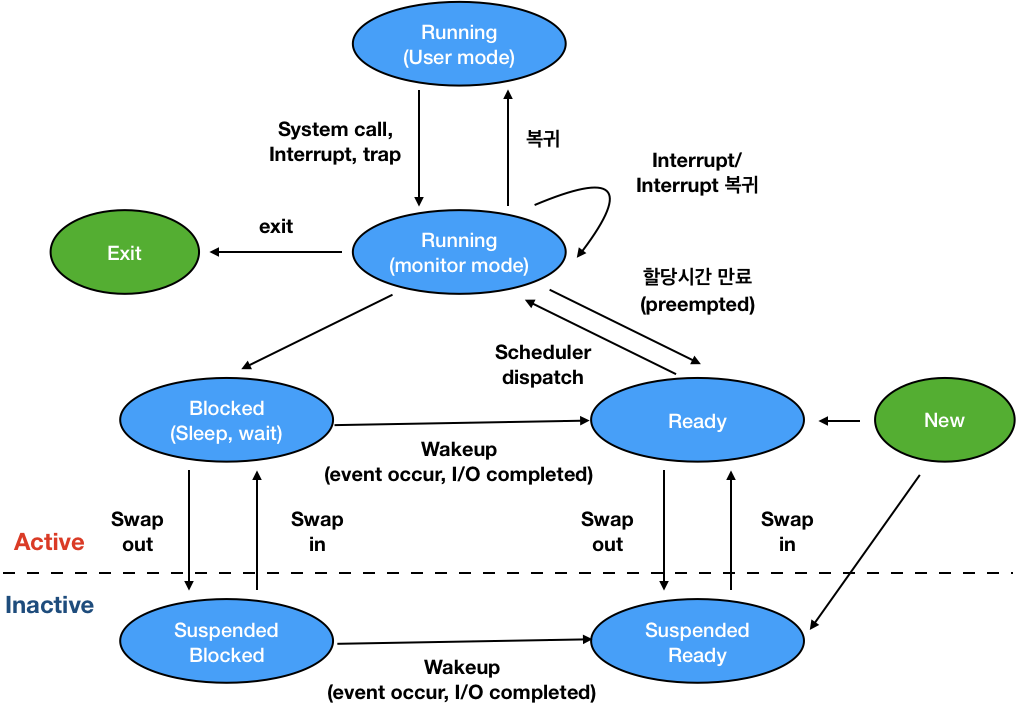 Running
(User mode)
System call,
Interrupt, trap
복귀
Interrupt/
Interrupt 복귀
exit
Exit
Running
(monitor mode)
할당시간 만료
(preempted)
Scheduler
dispatch
Blocked
(Sleep, wait)
Ready
New
Wakeup
(event occur, I/O completed)
Swap
out
Swap
in
Swap
out
Swap
in
Active
Inactive
Suspended
Blocked
Suspended
Ready
Wakeup
(event occur, I/O completed)